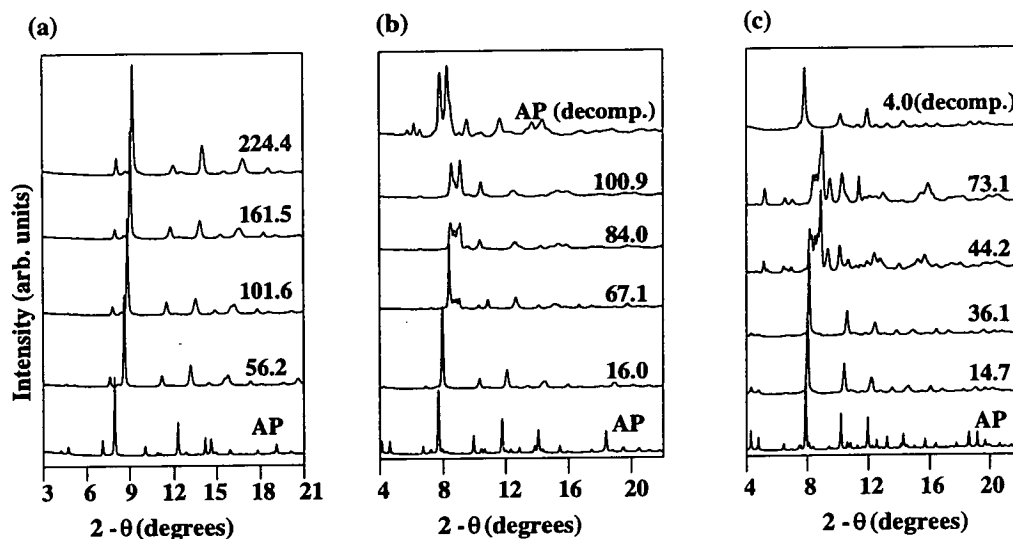 (a)
224.4
161.5
101.6
56.2
AP
Intensity (arb. units)
3 6 9 12 15 18 21
2 - θ (degrees)
(b)
AP (decomp.)
100.9
84.0
67.1
16.0
4 8 12 16 20
2 - θ (degrees)
(c)
4.0(decomp.)
73.1
44.2
36.1
14.7
AP
4 8 12 16 20
2 - θ (degrees)